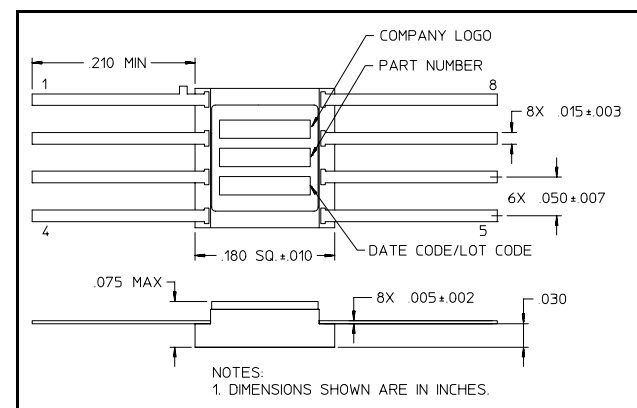 COMPANY LOGO
.210 MIN
PART NUMBER
1
8
8X .015±.003
6X .050±.007
4
5
DATE CODE/LOT CODE
.180 SQ.±.010
.075 MAX
8X .005±.002
.030
NOTES:
1. DIMENSIONS SHOWN ARE IN INCHES.